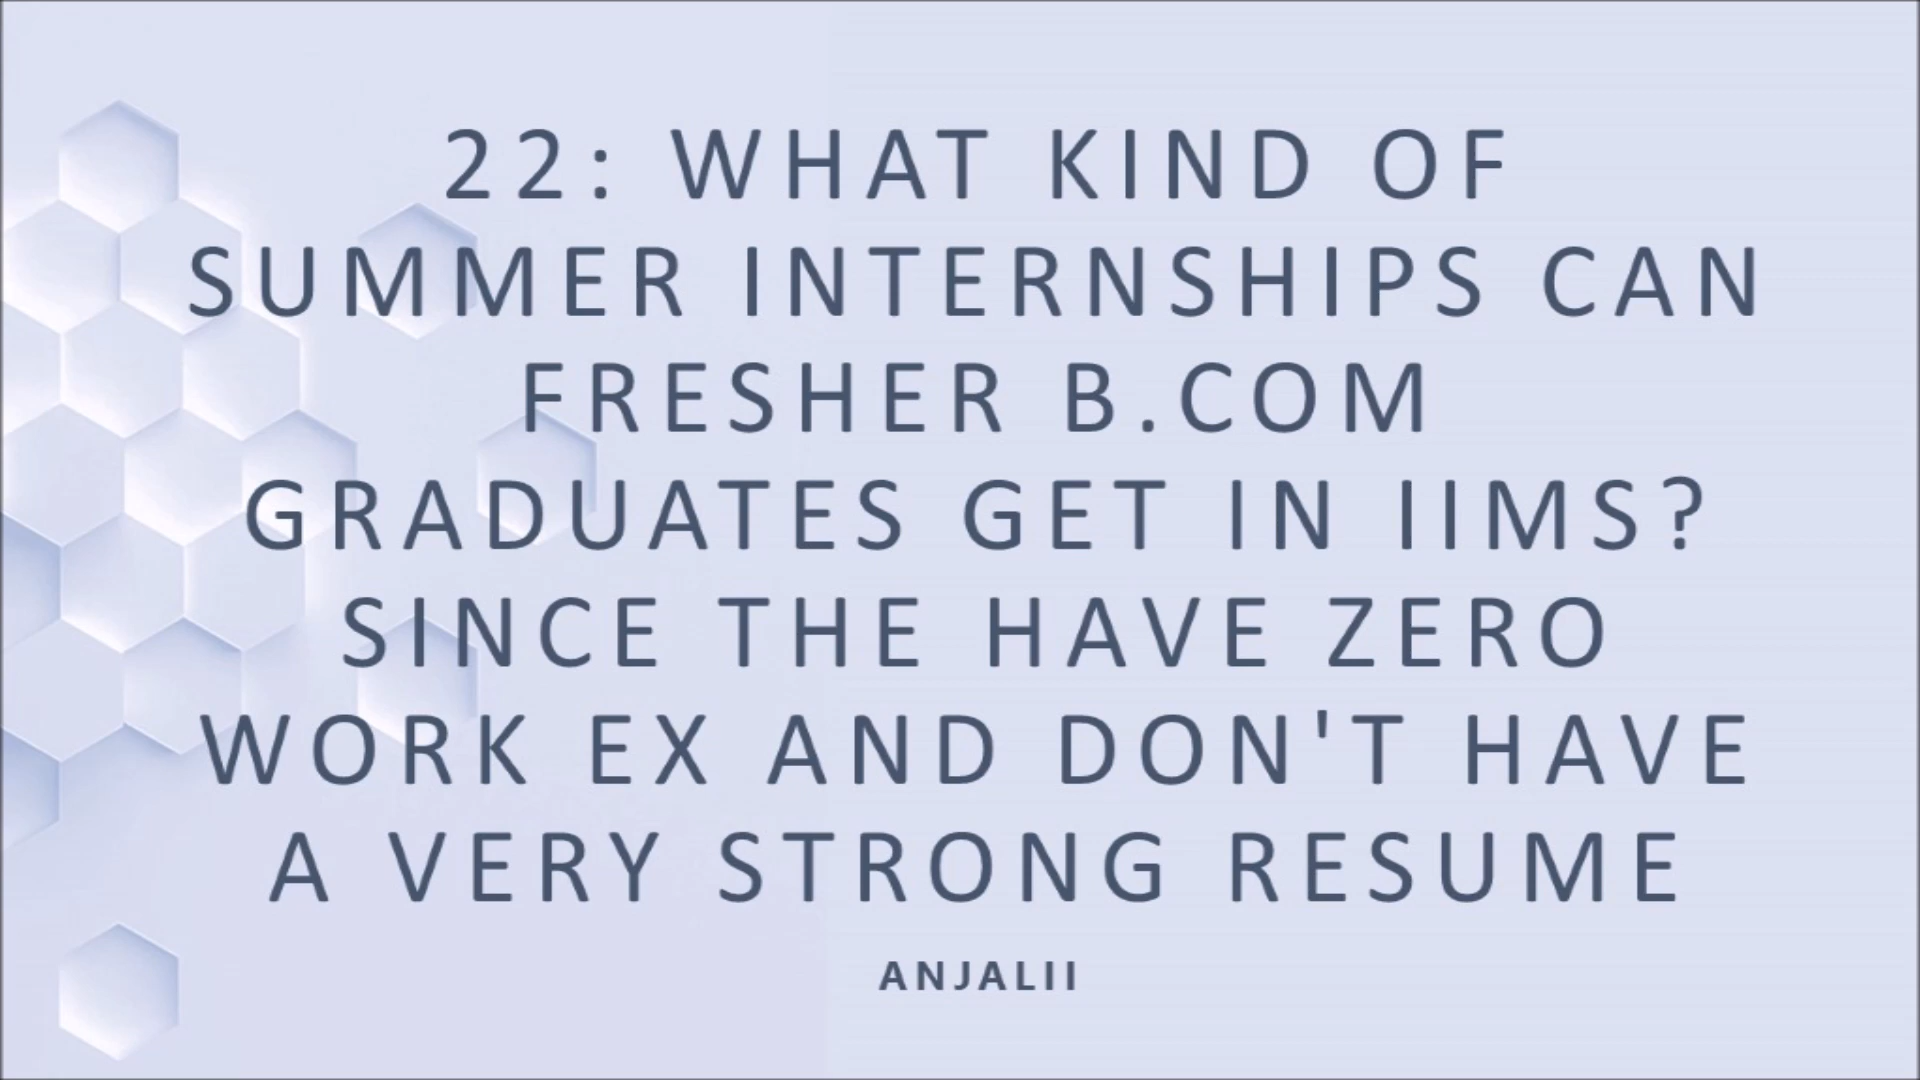 22: WHAT KIND OF
SUMMER INTERNSHIPS CAN
FRESHER B.COM
GRADUATES GET IN IIMS?
SINCE THE HAVE ZERO
WORK EX AND DON'T HAVE
A VERY STRONG RESUME
ANJALII